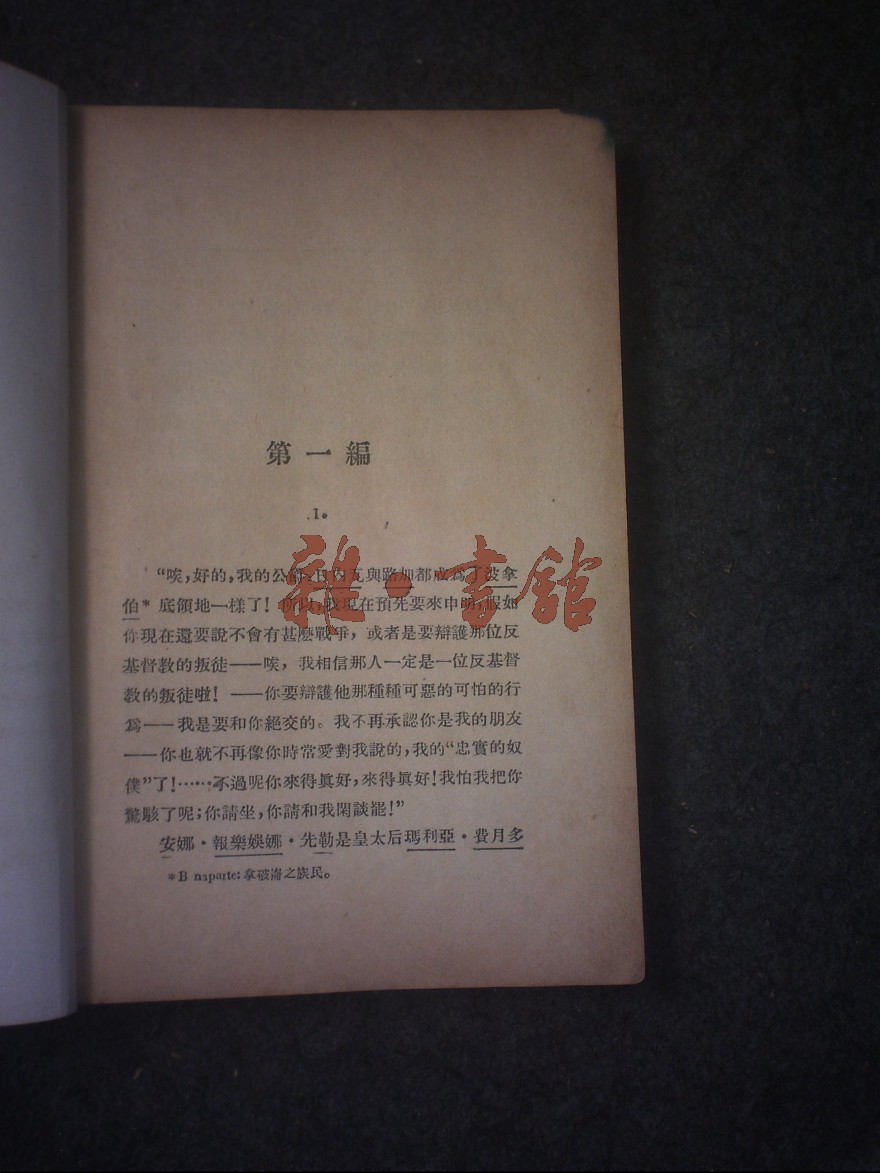 第一編
1.
“唉，好的，我的公爵，日內瓦與路加都成爲了波拿
伯* 底領地一樣了！所以，我現在預先要來申明，假如
你現在還要說不會有甚麽戰爭，或者是要辯護那位反
基督教的叛徒——唉，我相信那人一定是一位反基督
教的叛徒啦！——你要辯護他那種種可惡的可怕的行
爲——我是要和你絕交的。我不再承認你是我的朋友
——你也就不再像你時常愛對我說的，我的“忠實的奴
僕”了！……不過呢你來得眞好，來得眞好！我怕我把你
驚駭了呢；你請坐，你請和我閑談罷！”
安娜·報樂娛娜·先勒是皇太后瑪利亞·費月多
*B naparte：拿破崙之族民。
雜·書館